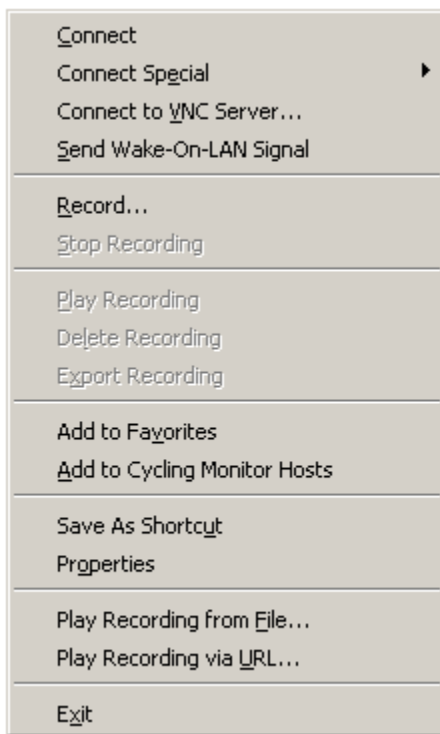 Connect
Connect Special
Connect to VNC Server...
Send Wake-On-LAN Signal
Record...
Stop Recording
Play Recording
Delete Recording
Export Recording
Add to Favorites
Add to Cycling Monitor Hosts
Save As Shortcut
Properties
Play Recording from File...
Play Recording via URL...
Exit